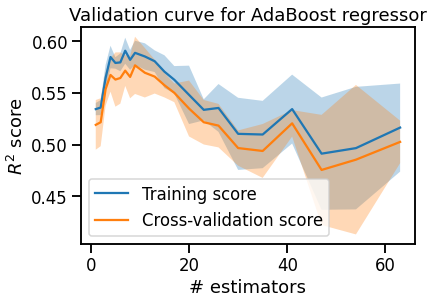 Validation curve for AdaBoost regressor
0.60
0.55
0.50
0.45
R² score
Training score
Cross-validation score
0 20 40 60
# estimators